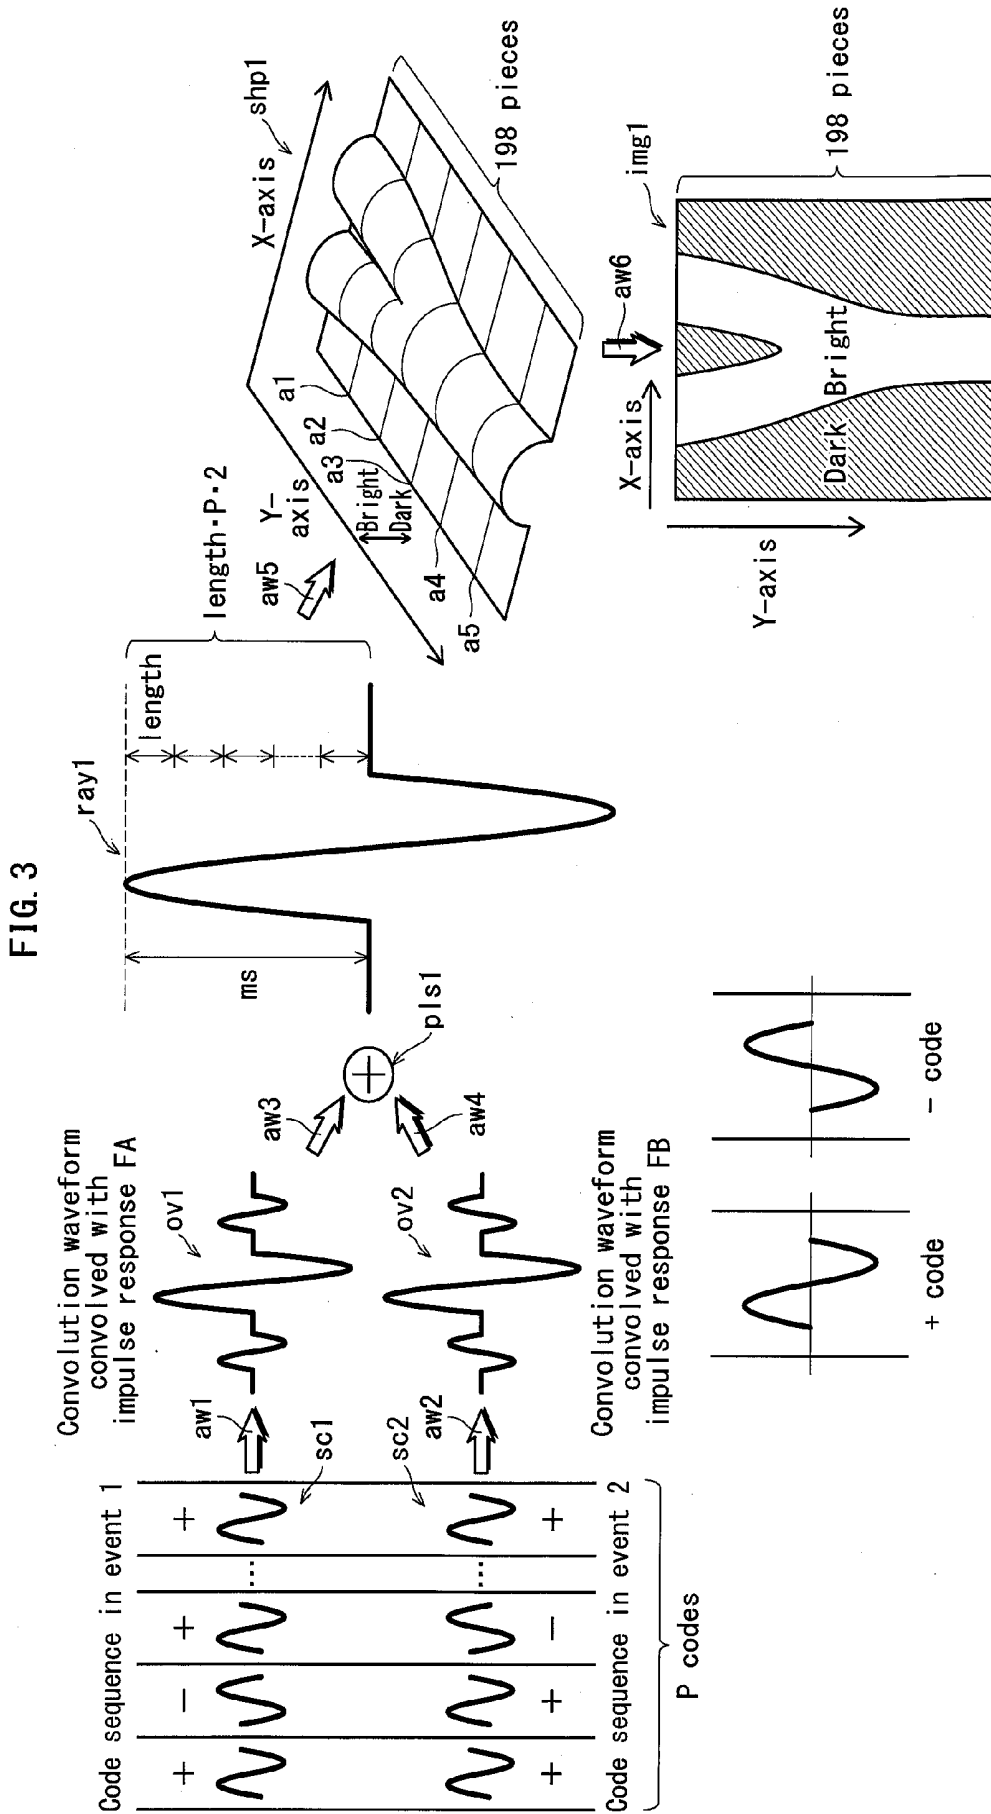 FIG. 3
Code sequence in event 1
+
−
+
+
sc1
aw1
Convolution waveform
convolved with
impulse response FA
ov1
aw3
Code sequence in event 2
+
+
−
+
sc2
aw2
P codes
Convolution waveform
convolved with
impulse response FB
ov2
aw4
pls1
+ code
− code
ms
ray1
length
length・P・2
aw5
Y−
axis
X−axis
shp1
Bright
Dark
a1
a2
a3
a4
a5
198 pieces
aw6
img1
X−axis
Y−axis
Dark
Bright
198 pieces